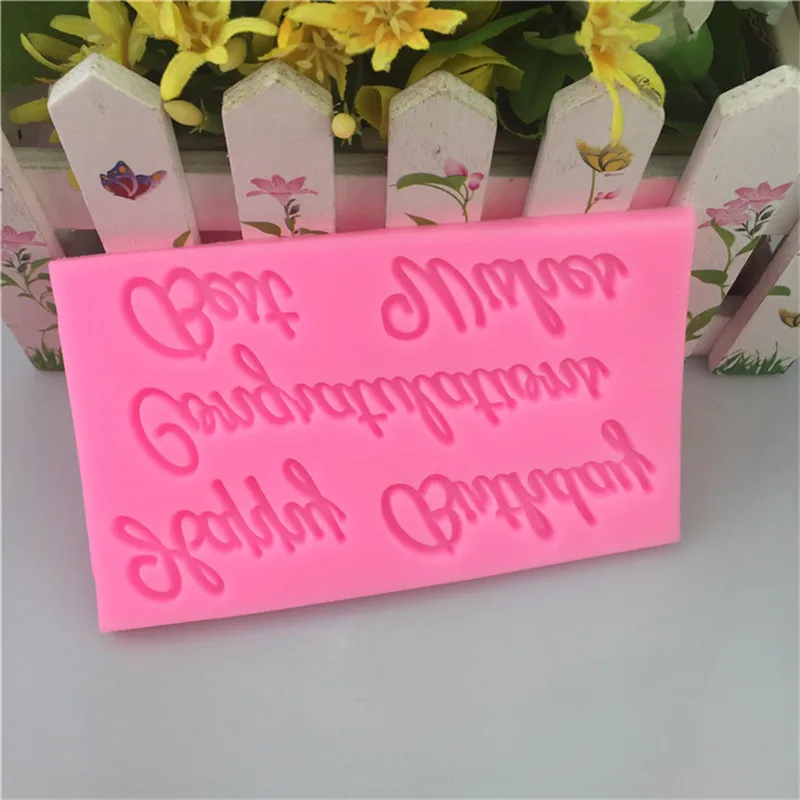 Best Wishes
Congratulations
Happy Birthday